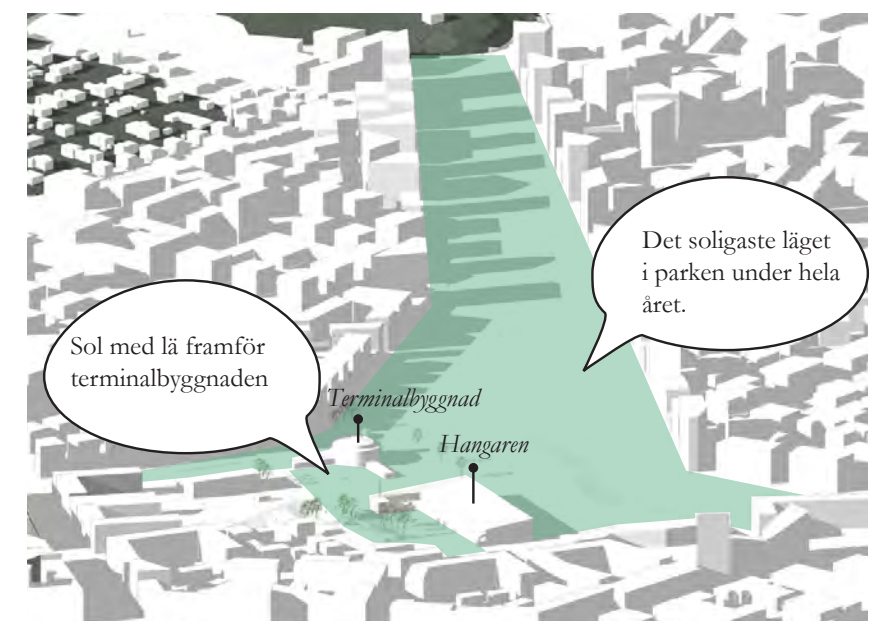 Det soligaste läget
i parken under hela
året.
Sol med lä framför
terminalbyggnaden
Terminalbyggnad
Hangaren